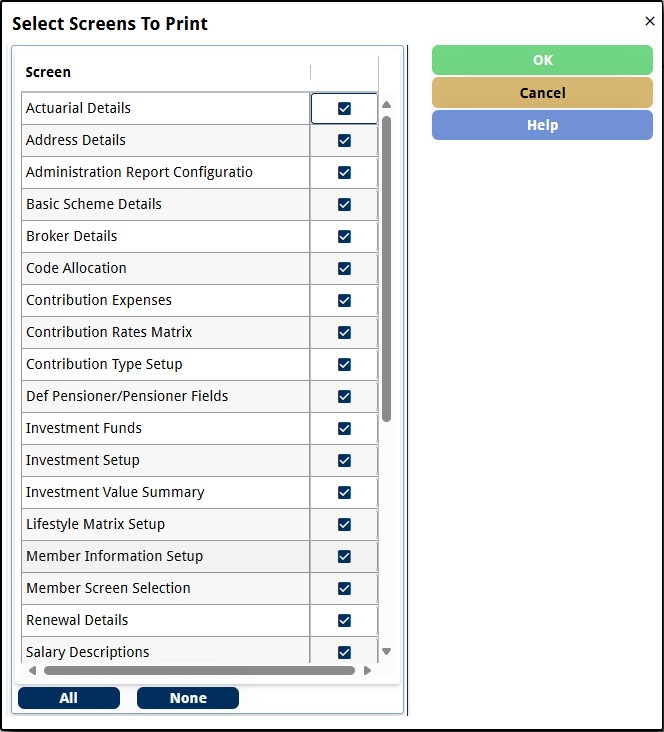 Select Screens To Print
×
Screen
Actuarial Details
Address Details
Administration Report Configuratio
Basic Scheme Details
Broker Details
Code Allocation
Contribution Expenses
Contribution Rates Matrix
Contribution Type Setup
Def Pensioner/Pensioner Fields
Investment Funds
Investment Setup
Investment Value Summary
Lifestyle Matrix Setup
Member Information Setup
Member Screen Selection
Renewal Details
Salary Descriptions
All None
OK
Cancel
Help